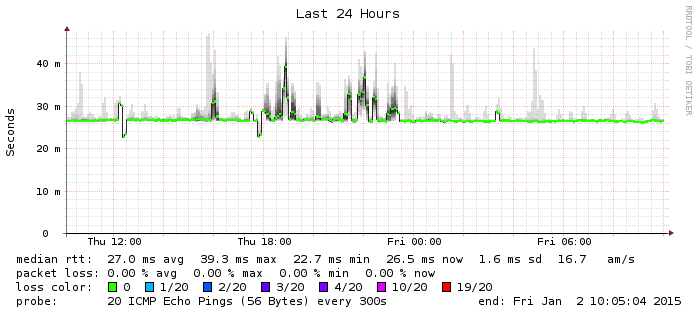 Last 24 Hours
RRDTOOL / TOBI OETIKER
Seconds
40 m
30 m
20 m
10 m
0
Thu 12:00 Thu 18:00 Fri 00:00 Fri 06:00
median rtt: 27.0 ms avg 39.3 ms max 22.7 ms min 26.5 ms now 1.6 ms sd 16.7 am/s
packet loss: 0.00 % avg 0.00 % max 0.00 % min 0.00 % now
loss color: 0 1/20 2/20 3/20 4/20 10/20 19/20
probe: 20 ICMP Echo Pings (56 Bytes) every 300s end: Fri Jan 2 10:05:04 2015